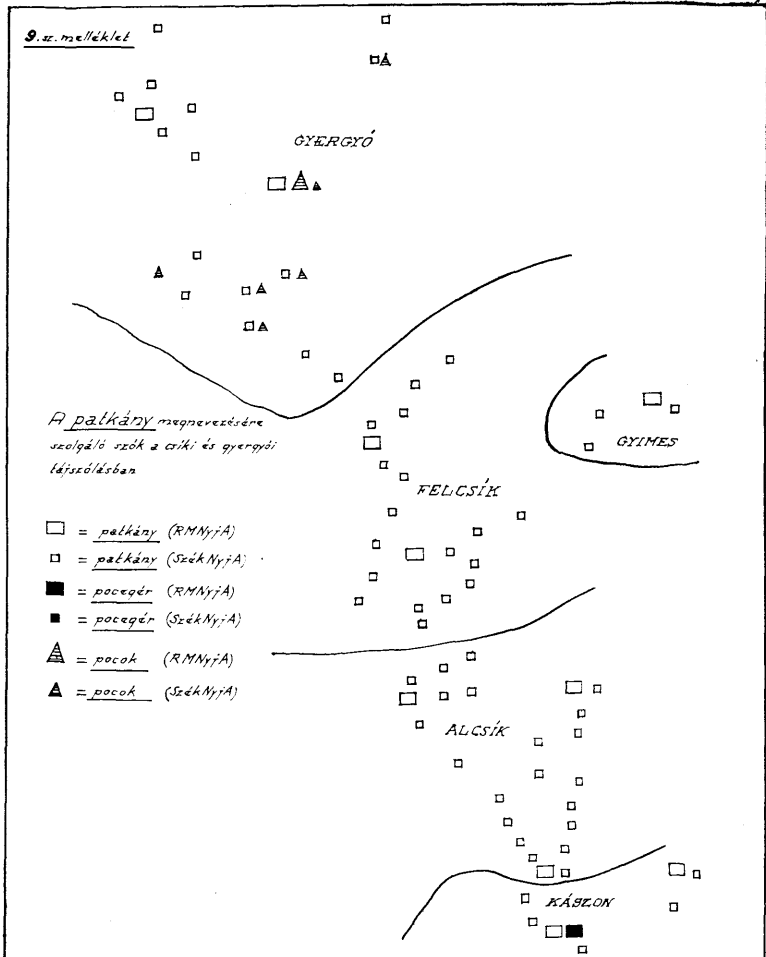 9. sz. melléklet
GYERGYÓ
A patkány megnevezésére
szolgáló szók a csíki és gyergyói
tájszólásban
GYIMES
FELCSÍK
= patkány (RMNyjA)
= patkány (SzékNyjA)
= pocegér (RMNyjA)
= pocegér (SzékNyjA)
= pocok (RMNyjA)
= pocok (SzékNyjA)
ALCSÍK
KÁSZON